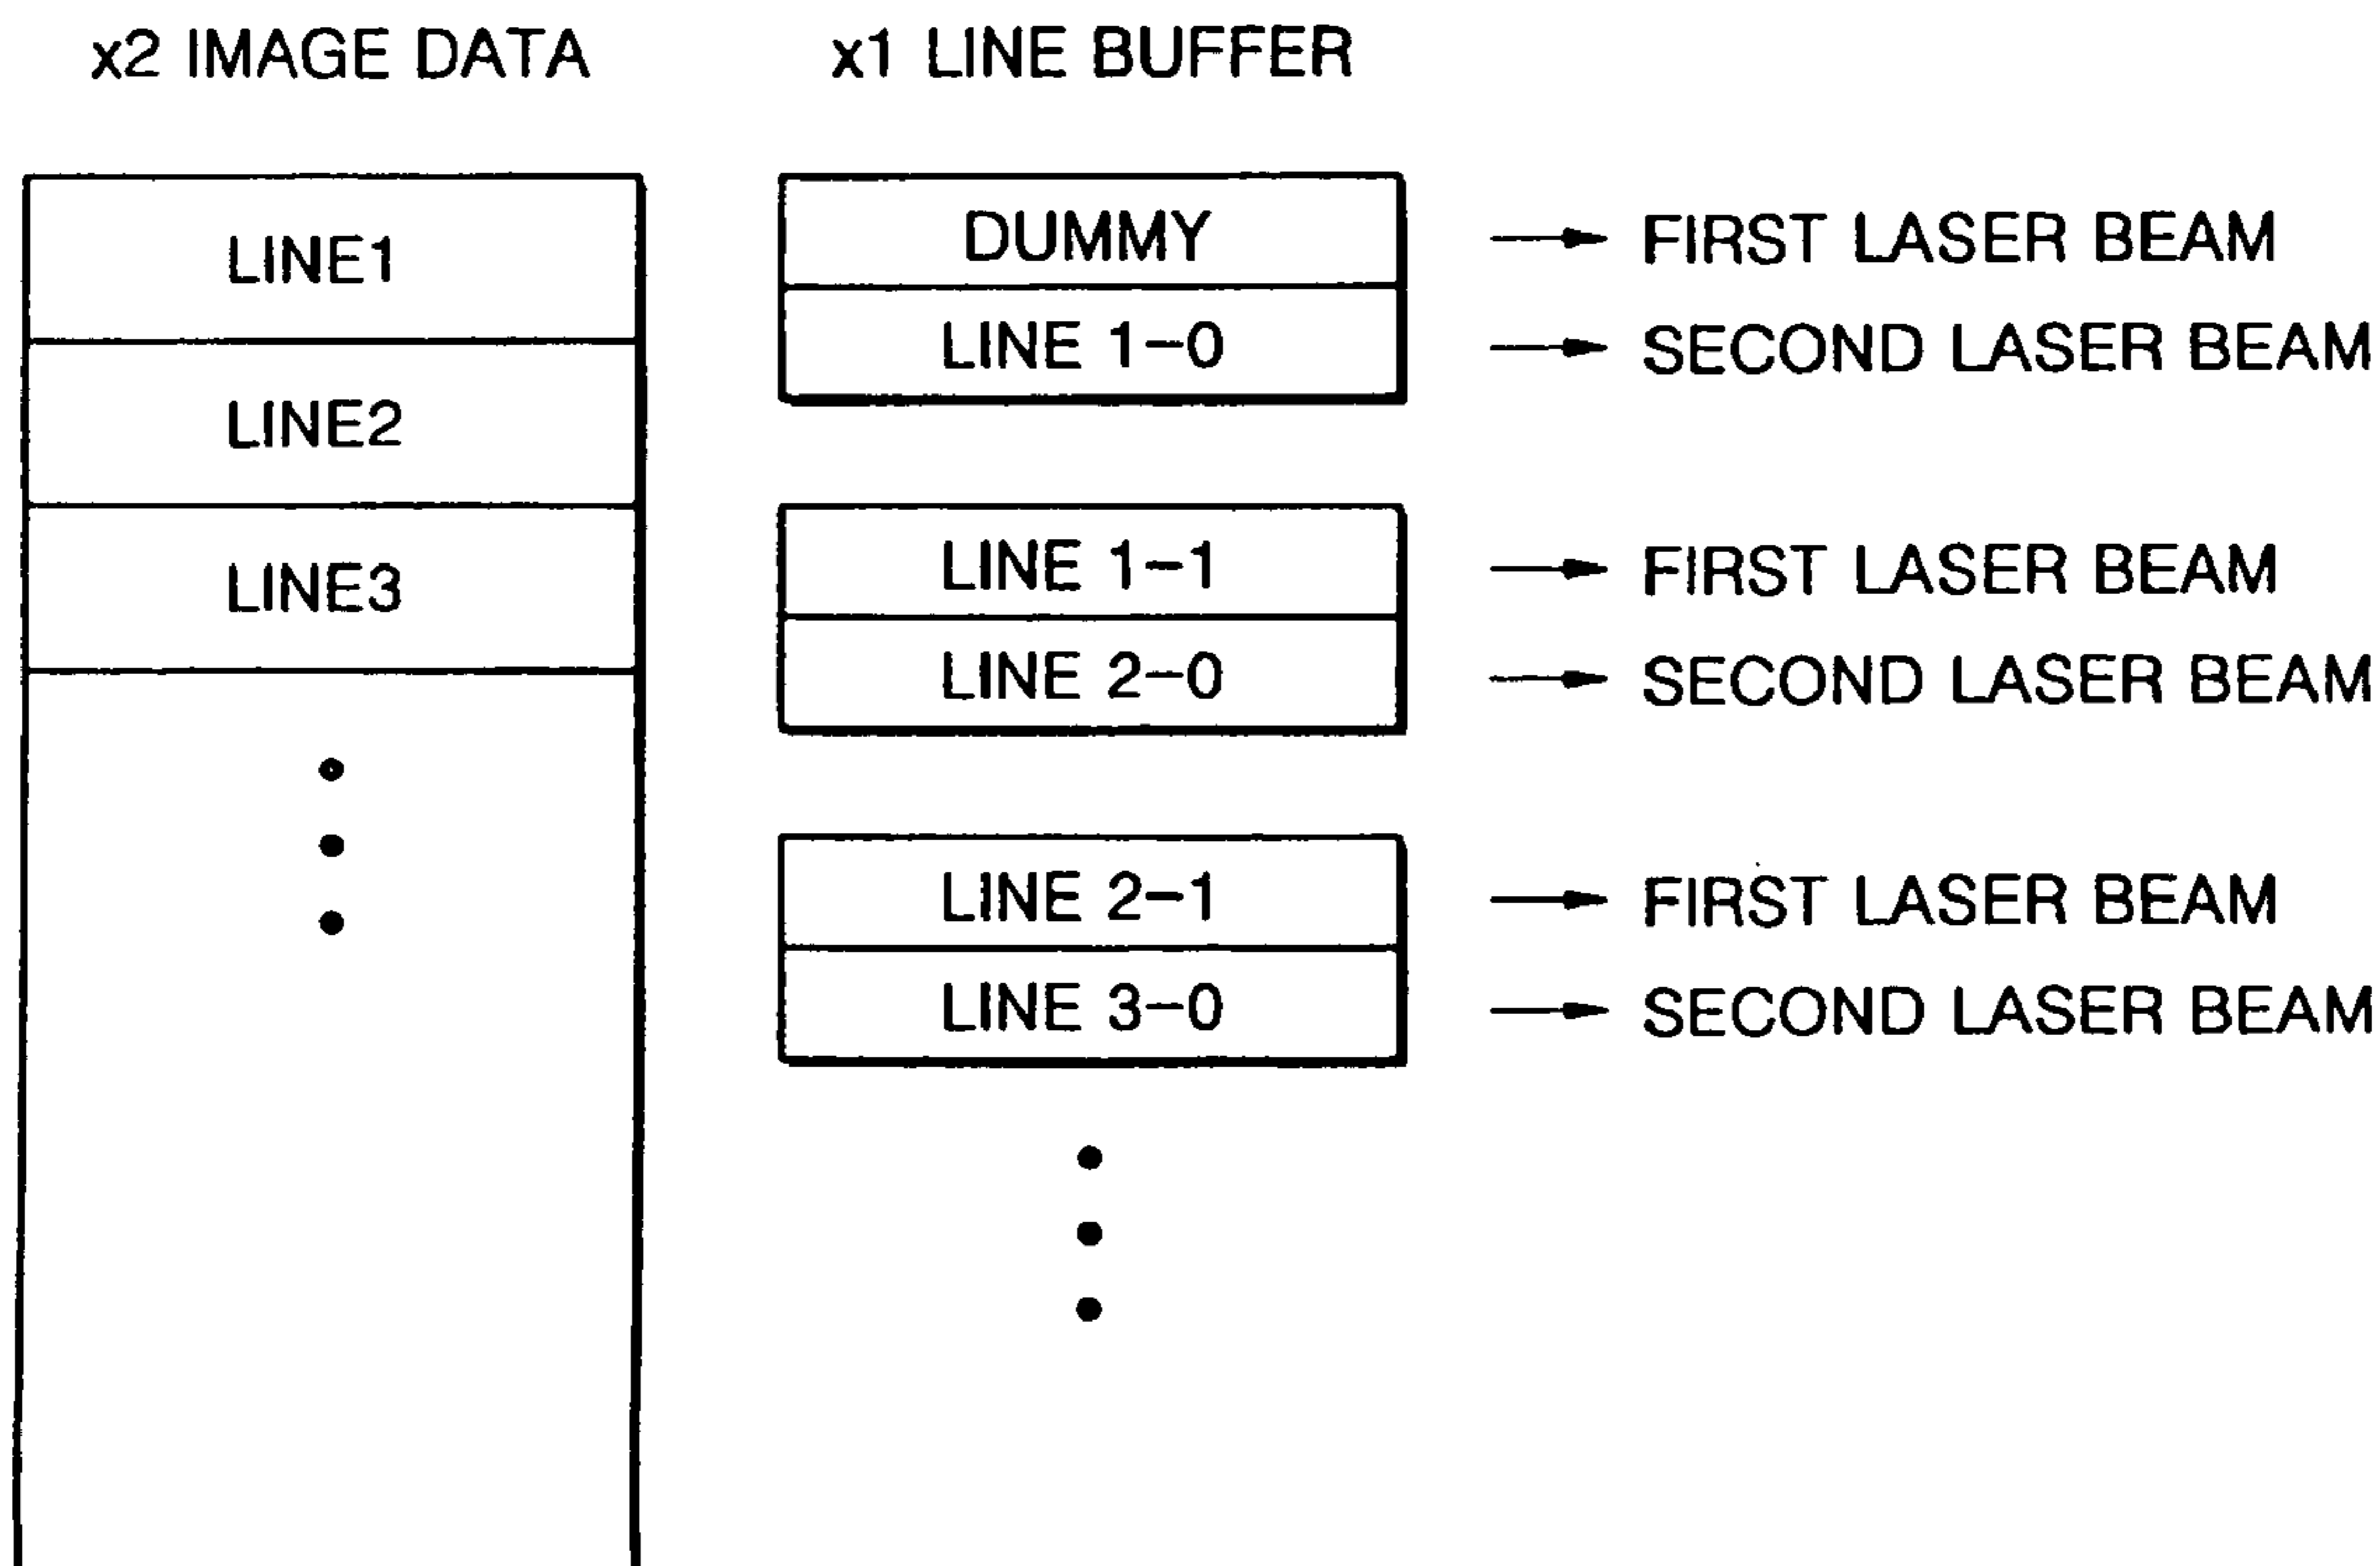 x2 IMAGE DATA
x1 LINE BUFFER
LINE1
LINE2
LINE3
DUMMY
FIRST LASER BEAM
LINE 1-0
SECOND LASER BEAM
LINE 1-1
FIRST LASER BEAM
LINE 2-0
SECOND LASER BEAM
LINE 2-1
FIRST LASER BEAM
LINE 3-0
SECOND LASER BEAM